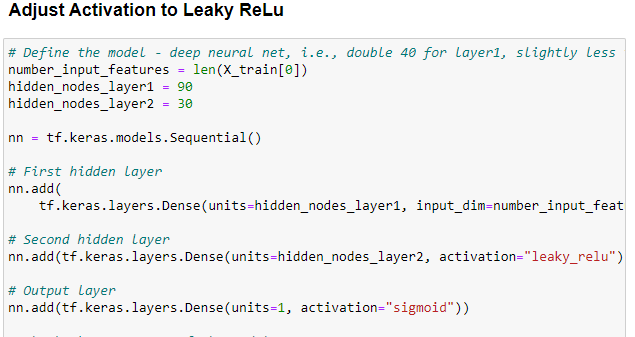 Adjust Activation to Leaky ReLu
# Define the model - deep neural net, i.e., double 40 for layer1, slightly less
number_input_features = len(X_train[0])
hidden_nodes_layer1 = 90
hidden_nodes_layer2 = 30
nn = tf.keras.models.Sequential()
# First hidden layer
nn.add(
tf.keras.layers.Dense(units=hidden_nodes_layer1, input_dim=number_input_feat
# Second hidden layer
nn.add(tf.keras.layers.Dense(units=hidden_nodes_layer2, activation="leaky_relu")
# Output layer
nn.add(tf.keras.layers.Dense(units=1, activation="sigmoid"))